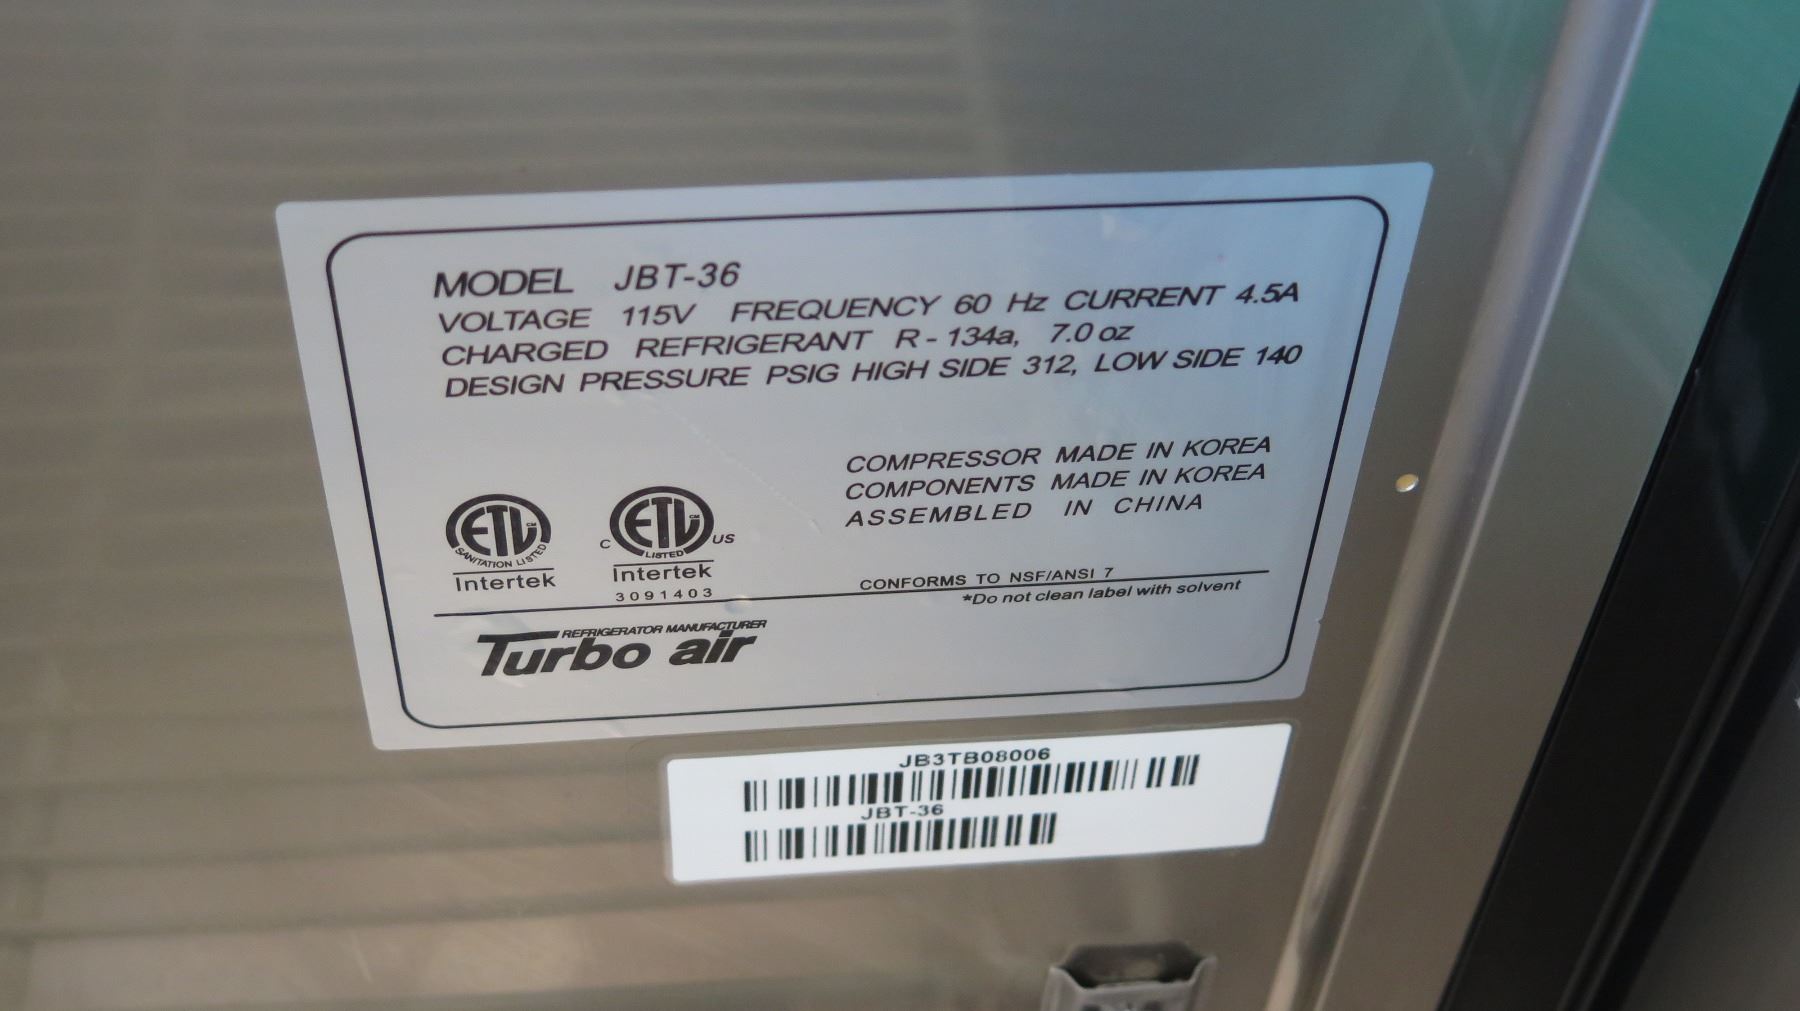 MODEL JBT-36
VOLTAGE 115V FREQUENCY 60 Hz CURRENT 4.5A
CHARGED REFRIGERANT R - 134a, 7.0 oz
DESIGN PRESSURE PSIG HIGH SIDE 312, LOW SIDE 140
COMPRESSOR MADE IN KOREA
COMPONENTS MADE IN KOREA
ASSEMBLED IN CHINA
ETL CM
SANITATION LISTED
Intertek
C ETL CM US
LISTED
Intertek
3091403
CONFORMS TO NSF/ANSI 7
*Do not clean label with solvent
REFRIGERATOR MANUFACTURER
Turbo air
JB3TB08006
JBT-36